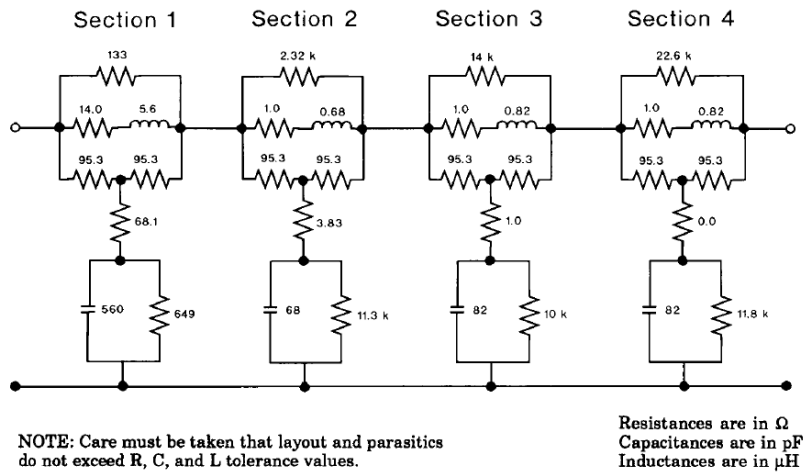 Section 1 Section 2 Section 3 Section 4
133 2.32 k 14 k 22.6 k
14.0 5.6 1.0 0.68 1.0 0.82 1.0 0.82
95.3 95.3 95.3 95.3 95.3 95.3 95.3 95.3
68.1 3.83 1.0 0.0
560 649 68 11.3 k 82 10 k 82 11.8 k
NOTE: Care must be taken that layout and parasitics
do not exceed R, C, and L tolerance values.
Resistances are in Ω
Capacitances are in pF
Inductances are in μH